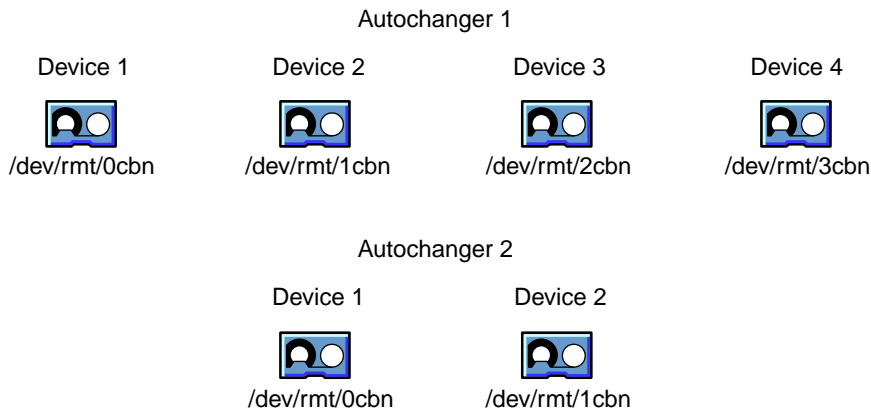 Autochanger 1
Device 1 Device 2 Device 3 Device 4
/dev/rmt/0cbn /dev/rmt/1cbn /dev/rmt/2cbn /dev/rmt/3cbn
Autochanger 2
Device 1 Device 2
/dev/rmt/0cbn /dev/rmt/1cbn